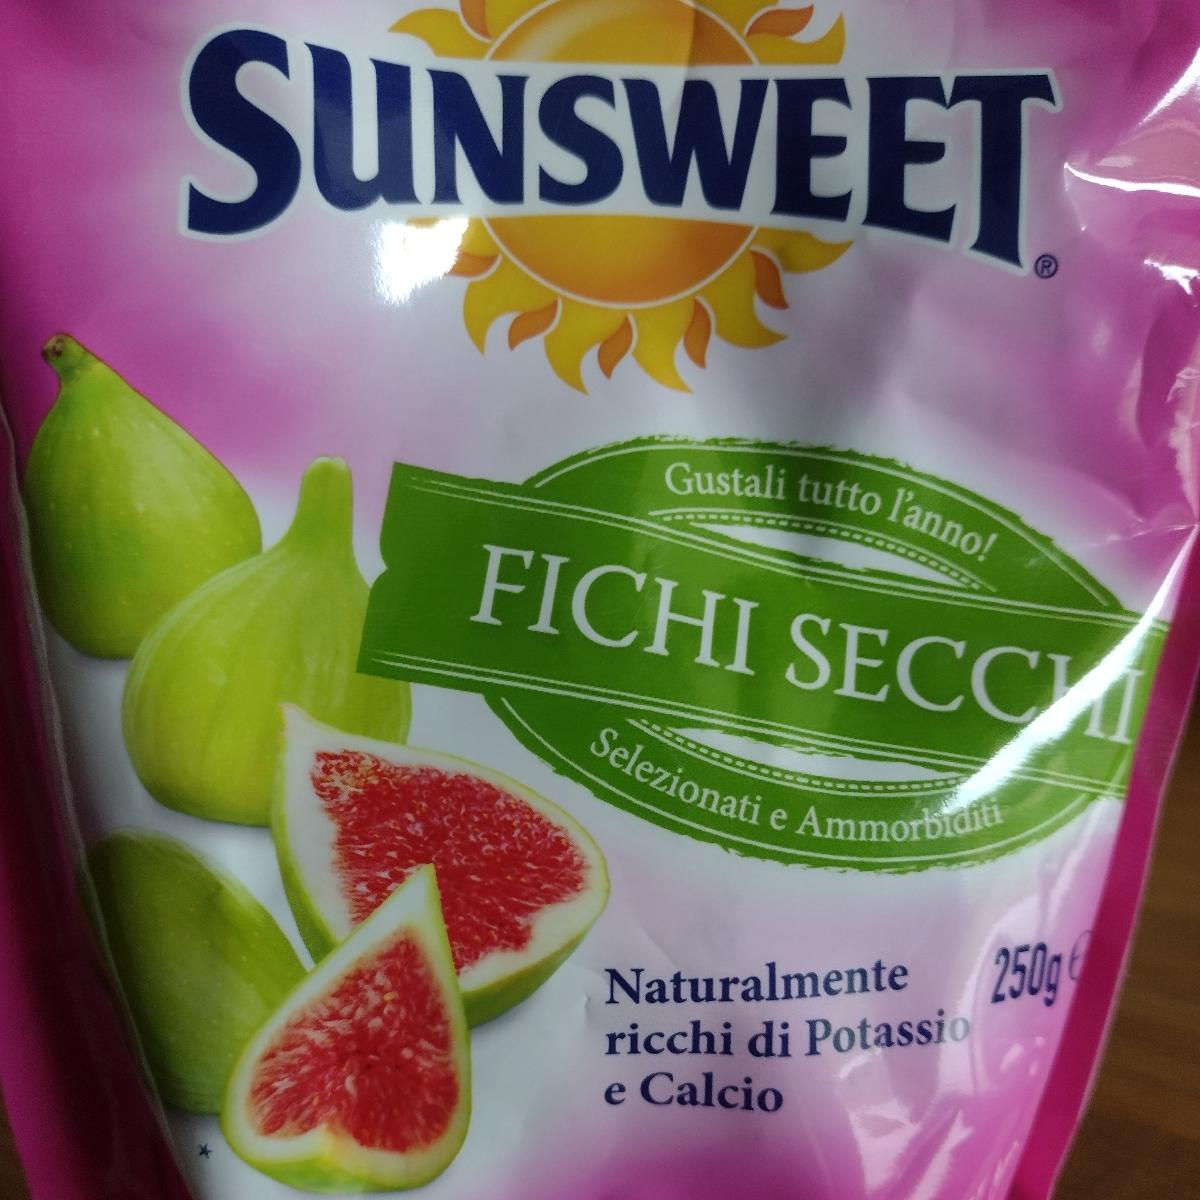 SUNSWEET®
Gustali tutto l'anno!
FICHI SECCHI
Selezionati e Ammorbiditi
Naturalmente
ricchi di Potassio
e Calcio
250g e
*